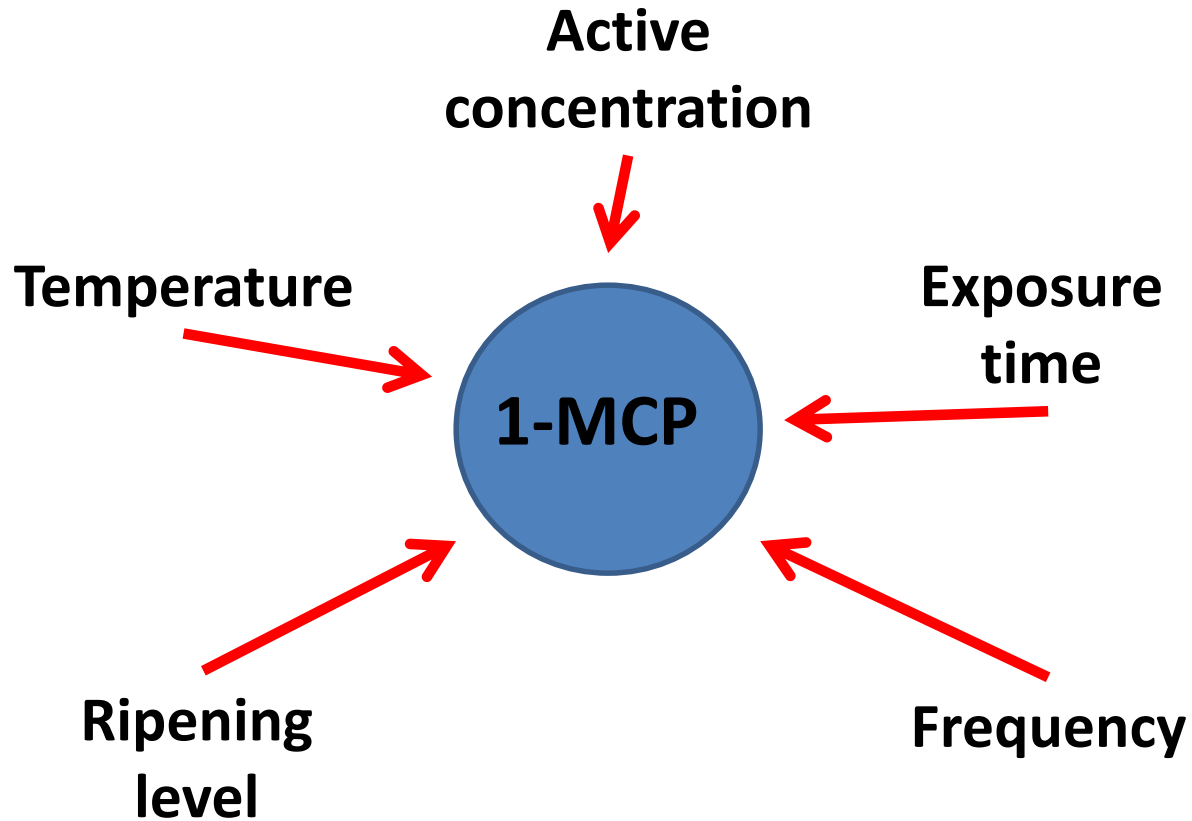 Active
concentration
Temperature
Exposure
time
1-MCP
Ripening
level
Frequency